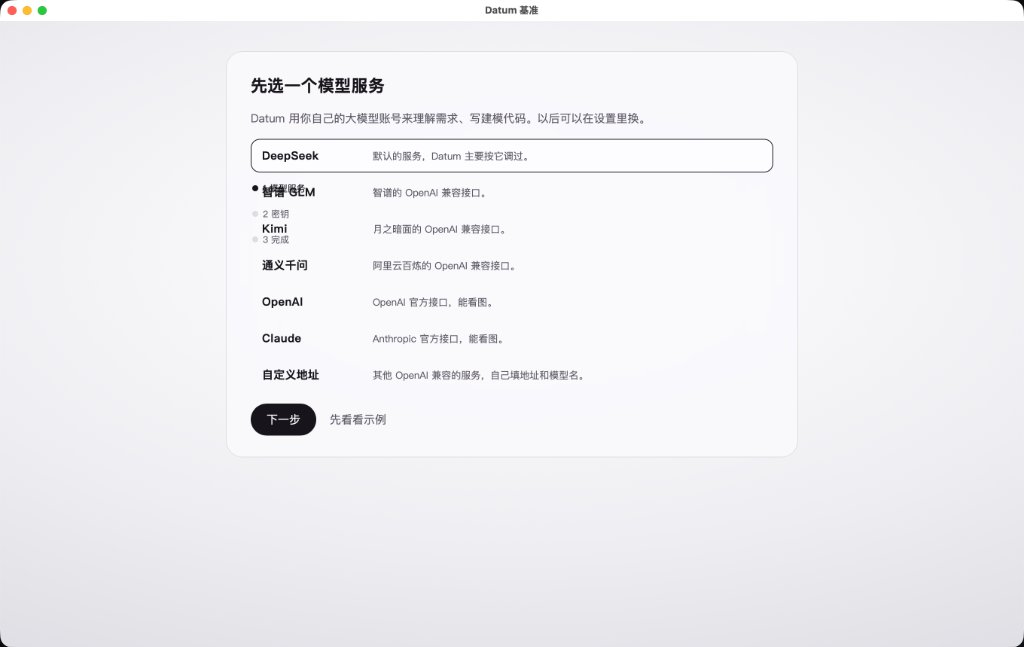 Datum 基准
先选一个模型服务
Datum 用你自己的大模型账号来理解需求、写建模代码。以后可以在设置里换。
DeepSeek 默认的服务，Datum 主要按它调过。
1 模型服务
智谱 GLM 智谱的 OpenAI 兼容接口。
2 密钥
Kimi 月之暗面的 OpenAI 兼容接口。
3 完成
通义千问 阿里云百炼的 OpenAI 兼容接口。
OpenAI OpenAI 官方接口，能看图。
Claude Anthropic 官方接口，能看图。
自定义地址 其他 OpenAI 兼容的服务，自己填地址和模型名。
下一步 先看看示例